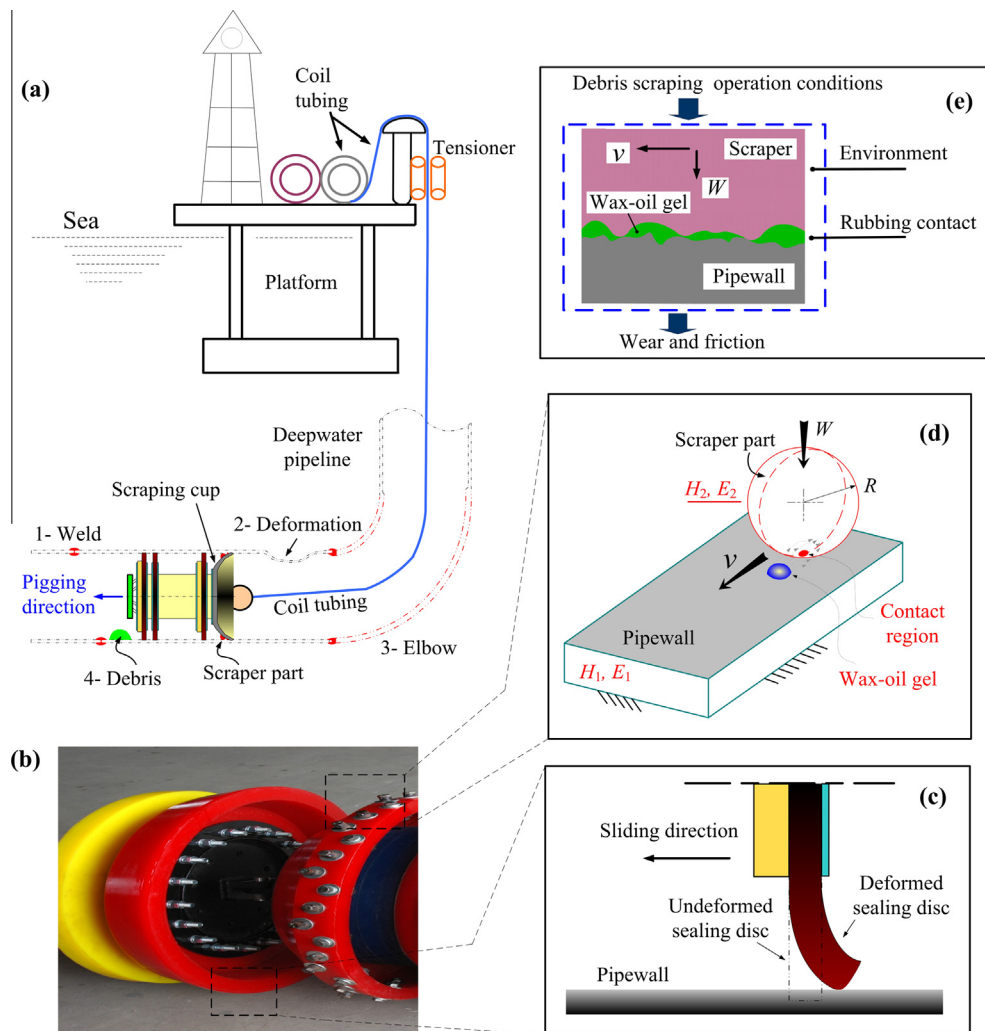 (a)
Coil
tubing
Tensioner
Sea
Platform
Deepwater
pipeline
Scraping cup
1- Weld
2- Deformation
Pigging
direction
Coil tubing
3- Elbow
4- Debris
Scraper part
(e)
Debris scraping operation conditions
v
Scraper
W
Environment
Wax-oil gel
Rubbing contact
Pipewall
Wear and friction
(d)
W
Scraper part
H2, E2
R
v
Contact
region
Pipewall
H1, E1
Wax-oil gel
(b)
(c)
Sliding direction
Deformed
sealing disc
Undeformed
sealing disc
Pipewall